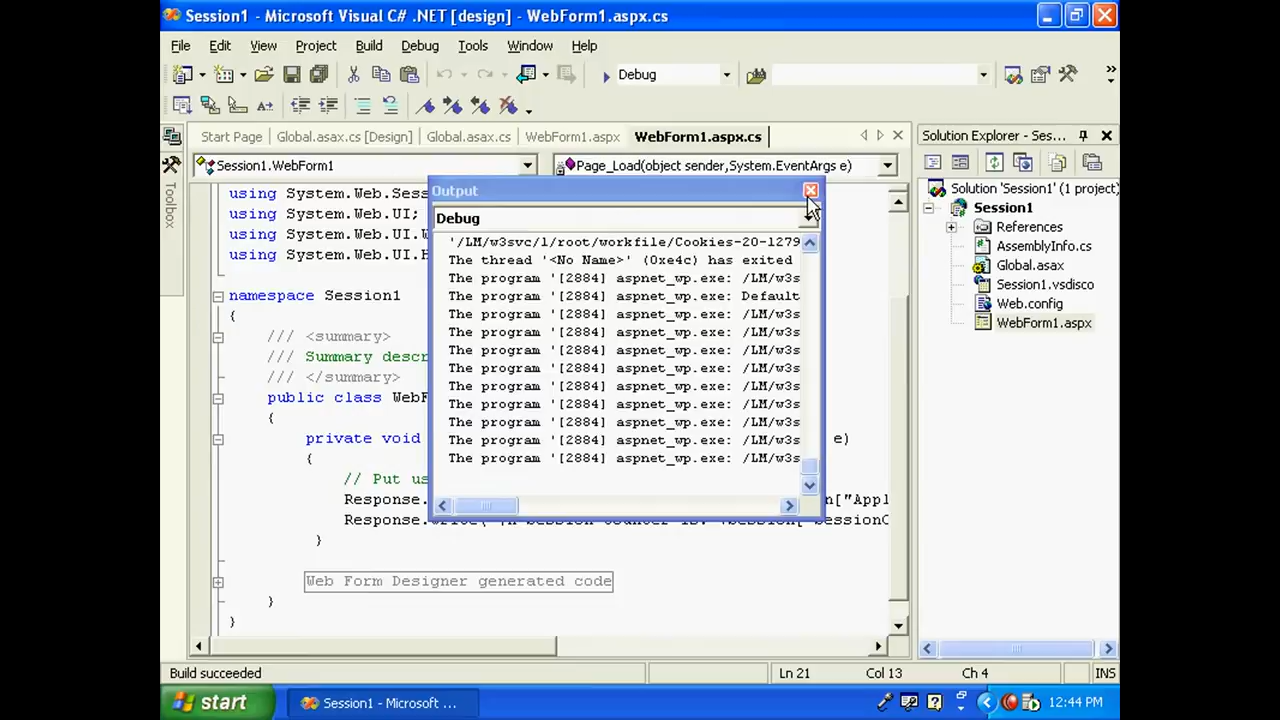 Session1 - Microsoft Visual C# .NET [design] - WebForm1.aspx.cs
File Edit View Project Build Debug Tools Window Help
Debug
Start Page Global.asax.cs [Design] Global.asax.cs WebForm1.aspx WebForm1.aspx.cs
Solution Explorer - Ses...
Session1.WebForm1 Page_Load(object sender,System.EventArgs e)
Toolbox
using System.Web.Ses
using System.Web.UI;
using System.Web.UI.W
using System.Web.UI.H
namespace Session1
{
/// <summary>
/// Summary descr
/// </summary>
public class WebF
{
private void e)
{
// Put us
Response. n["Appl
Response. session counter is: Session[ sessionC
}
Web Form Designer generated code
}
}
Output
Debug
'/LM/w3svc/1/root/workfile/Cookies-20-1279
The thread '<No Name>' (0xe4c) has exited
The program '[2884] aspnet_wp.exe: /LM/w3s
The program '[2884] aspnet_wp.exe: Default
The program '[2884] aspnet_wp.exe: /LM/w3s
The program '[2884] aspnet_wp.exe: /LM/w3s
The program '[2884] aspnet_wp.exe: /LM/w3s
The program '[2884] aspnet_wp.exe: /LM/w3s
The program '[2884] aspnet_wp.exe: /LM/w3s
The program '[2884] aspnet_wp.exe: /LM/w3s
The program '[2884] aspnet_wp.exe: /LM/w3s
The program '[2884] aspnet_wp.exe: /LM/w3s
The program '[2884] aspnet_wp.exe: /LM/w3s
Solution 'Session1' (1 project)
Session1
References
AssemblyInfo.cs
Global.asax
Session1.vsdisco
Web.config
WebForm1.aspx
Build succeeded Ln 21 Col 13 Ch 4 INS
start Session1 - Microsoft ... 12:44 PM